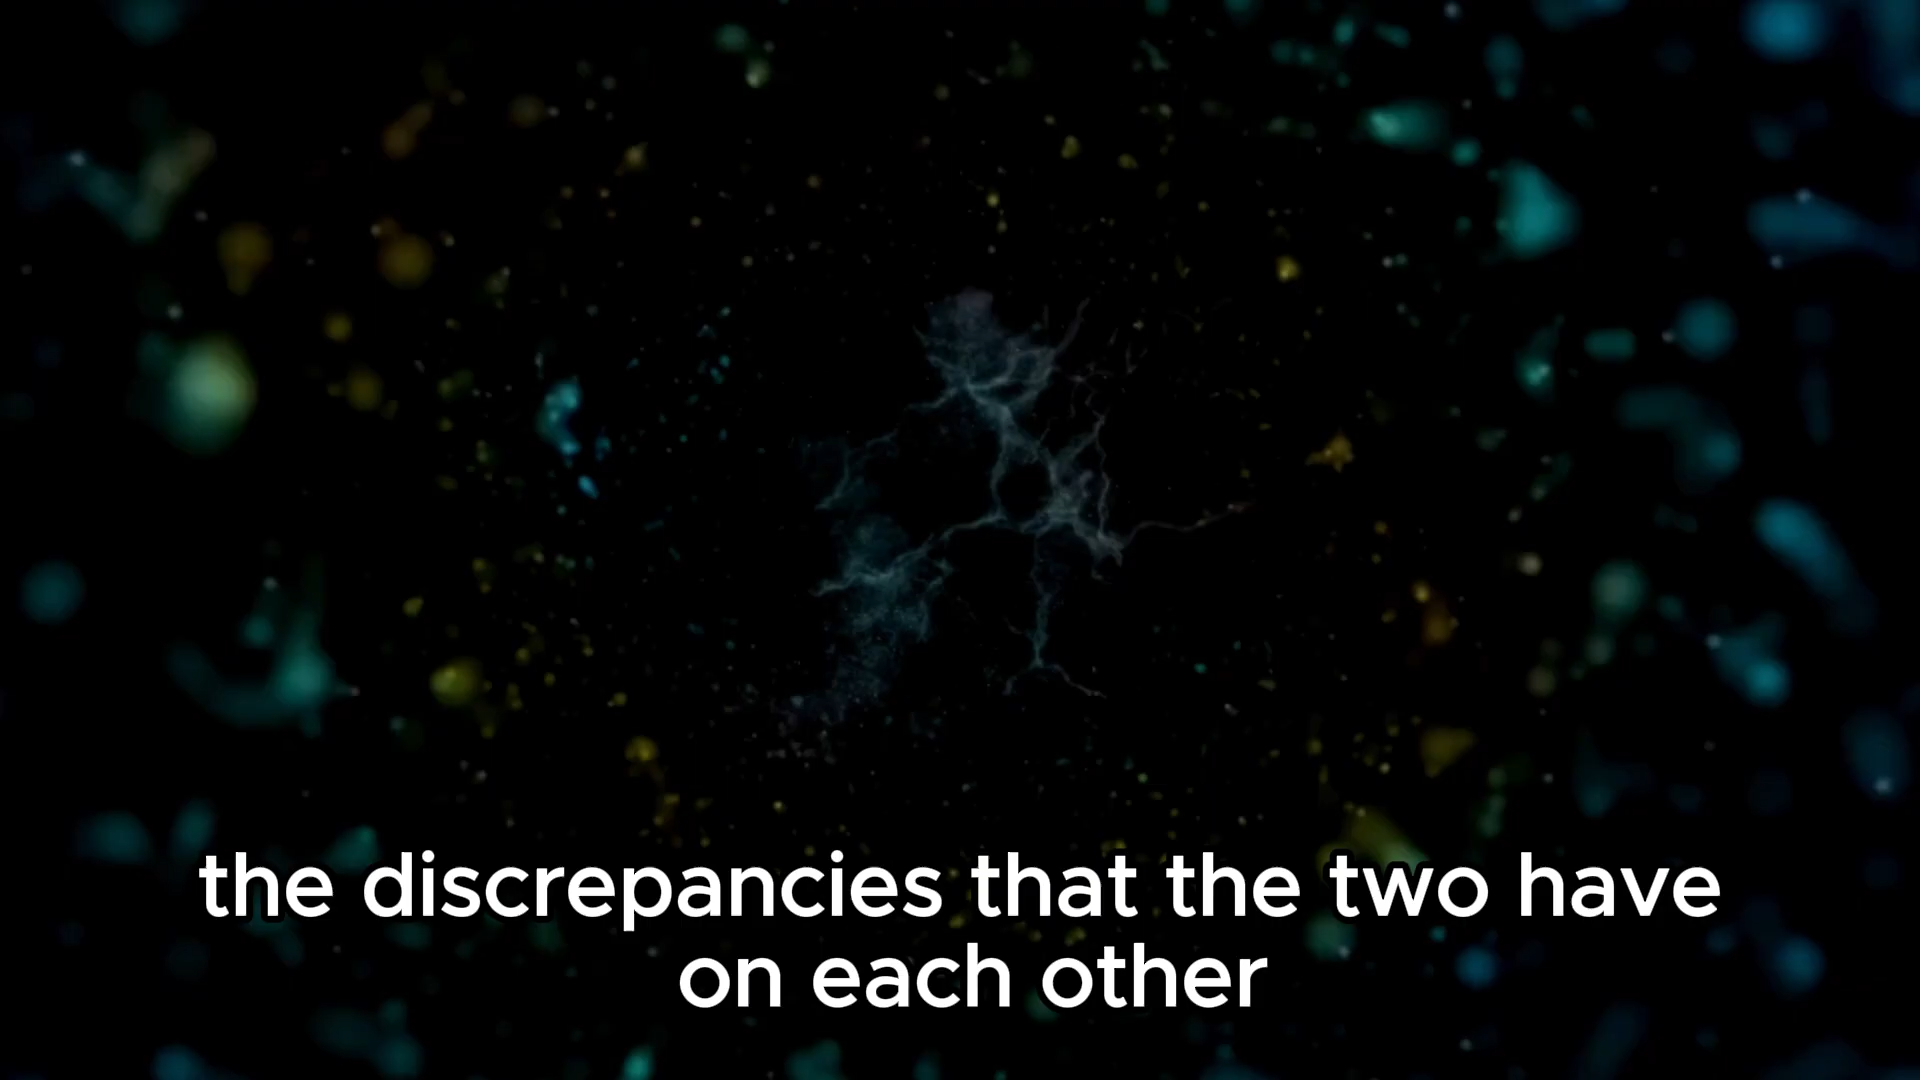 the discrepancies that the two have
on each other